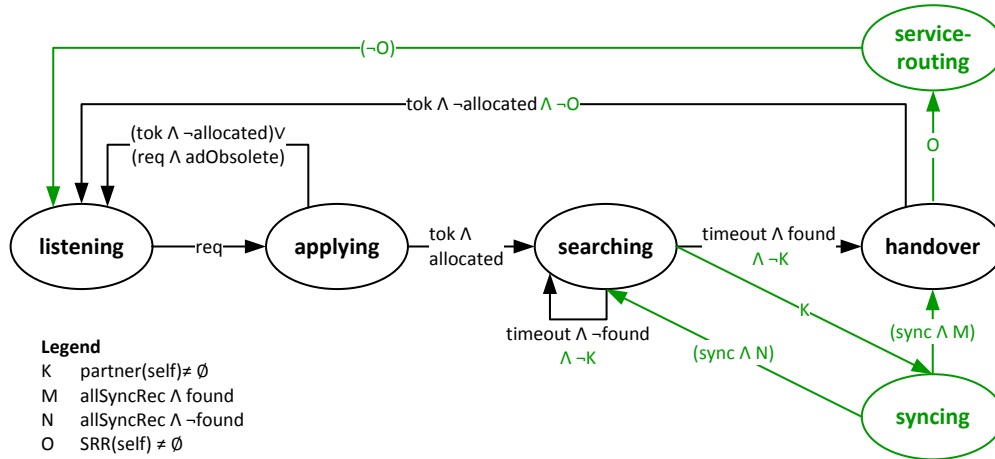 service-
routing
(¬O)
tok Λ ¬allocated Λ ¬O
(tok Λ ¬allocated)V
(req Λ adObsolete)
O
listening
req
applying
tok Λ
allocated
searching
timeout Λ found
Λ ¬K
handover
K
timeout Λ ¬found
Λ ¬K
(sync Λ N)
(sync Λ M)
syncing
Legend
K partner(self)≠ Ø
M allSyncRec Λ found
N allSyncRec Λ ¬found
O SRR(self) ≠ Ø